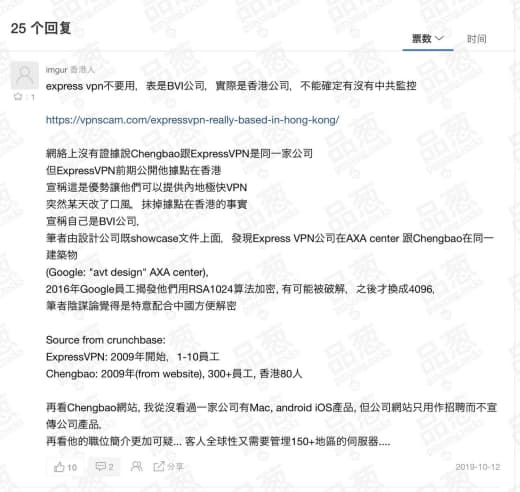 25 个回复
票数 时间
imgur 香港人
express vpn不要用，表是BVI公司，實際是香港公司，不能確定有沒有中共監控
:1
https://vpnscam.com/expressvpn-really-based-in-hong-kong/
網絡上沒有證據說Chengbao跟ExpressVPN是同一家公司
但ExpressVPN前期公開他據點在香港
宣稱這是優勢讓他們可以提供內地極快VPN
突然某天改了口風。抹掉據點在香港的事實
宣稱自己是BVI公司,
筆者由設計公司既showcase文件上面，發現Express VPN公司在AXA center 跟Chengbao在同一
建築物
(Google: "avt design" AXA center),
2016年Google員工揭發他們用RSA1024算法加密, 有可能被破解，之後才換成4096,
筆者陰謀論覺得是特意配合中國方便解密
Source from crunchbase:
ExpressVPN: 2009年開始，1-10員工
Chengbao: 2009年(from website), 300+員工, 香港80人
再看Chengbao網站, 我從沒看過一家公司有Mac, android iOS產品, 但公司網站只用作招聘而不宣
傳公司產品,
再看他的職位簡介更加可疑... 客人全球性又需要管埋150+地區的伺服器....
10 2 分享 2019-10-12
品葱